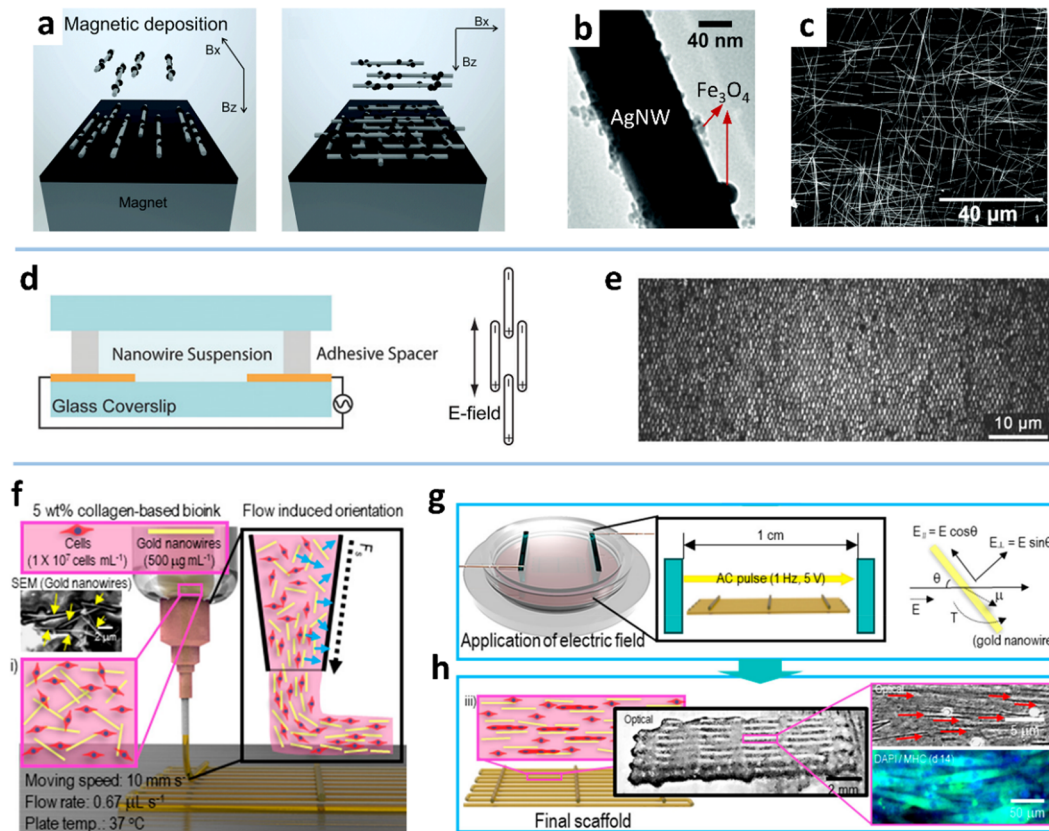 a
Magnetic deposition
Bx
Bz
Magnet
Bx
Bz
b
40 nm
Fe3O4
AgNW
c
40 µm
d
Nanowire Suspension
Adhesive Spacer
Glass Coverslip
E-field
e
10 µm
f
5 wt% collagen-based bioink
Cells
(1 X 10⁷ cells mL⁻¹)
Gold nanowires
(500 µg mL⁻¹)
SEM (Gold nanowires)
2 µm
i)
Moving speed: 10 mm s⁻¹
Flow rate: 0.67 µL s⁻¹
Plate temp.: 37 °C
Flow induced orientation
g
Application of electric field
1 cm
AC pulse (1 Hz, 5 V)
E∥ = E cosθ
E⊥ = E sinθ
θ
E
μ
T
(gold nanowire
h
iii)
Optical
2 mm
Final scaffold
Optical
5 µm
DAPI / MHC (d 14)
50 µm